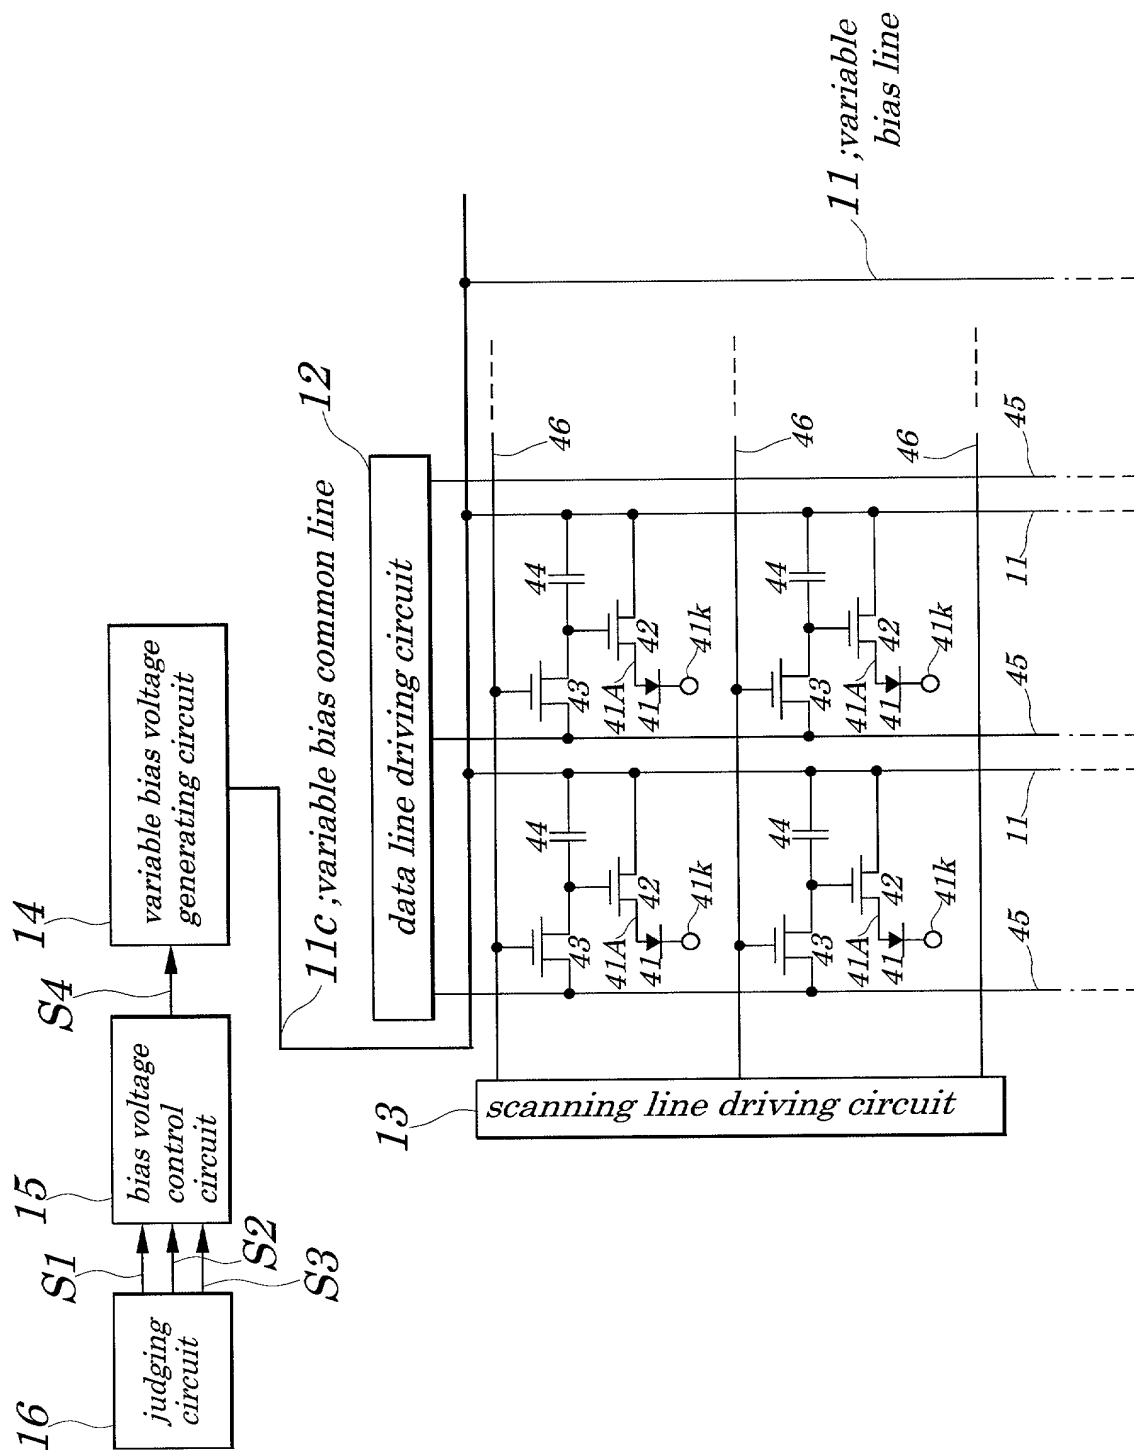 16
judging
circuit
S1
S2
S3
15
bias voltage
control
circuit
S4
14
variable bias voltage
generating circuit
11c ;variable bias common line
12
data line driving circuit
13
scanning line driving circuit
11 ;variable
bias line
46
44
44
43
42
43
42
41A
41
41k
41A
41
41k
46
44
44
43
42
43
42
41A
41
41k
41A
41
41k
46
45
11
45
11
45